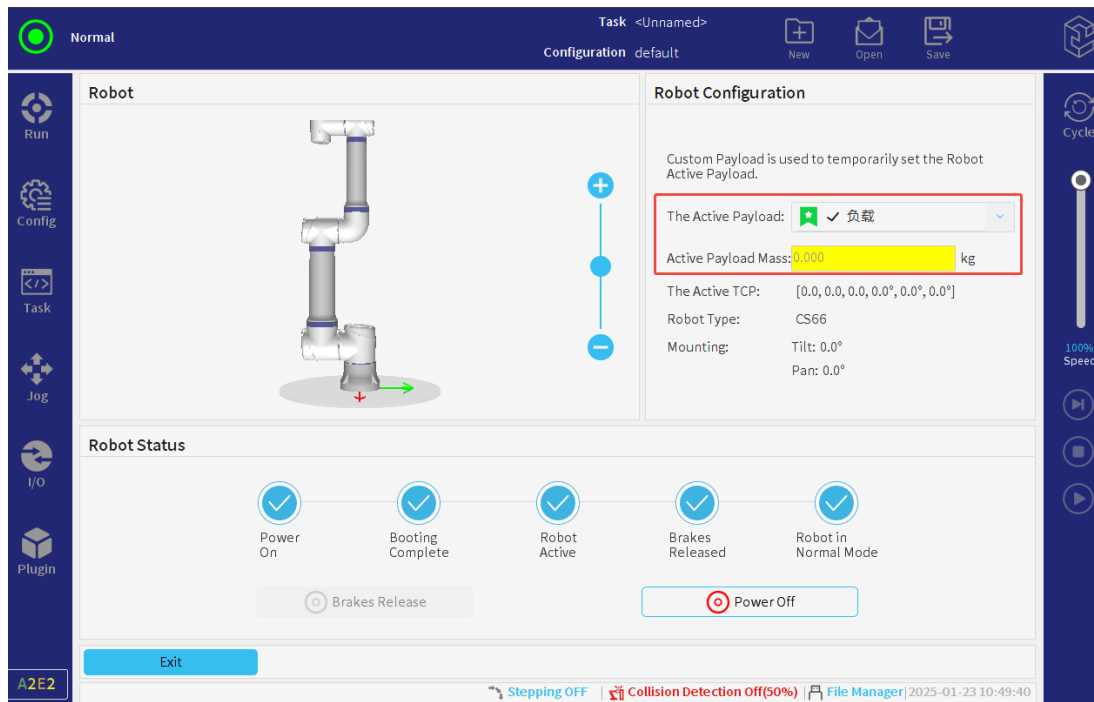 Normal
Task <Unnamed>
Configuration default
New
Open
Save
Run
Config
Task
Jog
I/O
Plugin
A2E2
Robot
Robot Configuration
Custom Payload is used to temporarily set the Robot
Active Payload.
The Active Payload: 负载
Active Payload Mass: 0.000 kg
The Active TCP: [0.0, 0.0, 0.0, 0.0°, 0.0°, 0.0°]
Robot Type: CS66
Mounting: Tilt: 0.0°
Pan: 0.0°
Robot Status
Power
On
Booting
Complete
Robot
Active
Brakes
Released
Robot in
Normal Mode
Brakes Release
Power Off
Exit
Stepping OFF | Collision Detection Off(50%) | File Manager| 2025-01-23 10:49:40
Cycle
100%
Speed